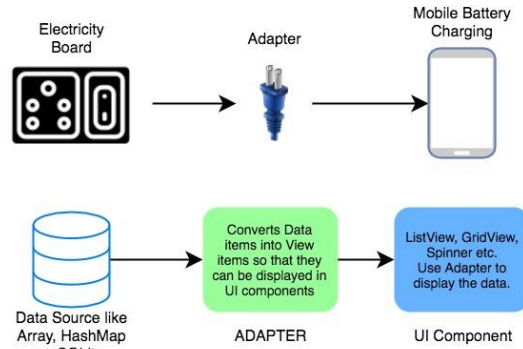 Electricity
Board
Adapter
Mobile Battery
Charging
Converts Data
items into View
items so that they
can be displayed in
UI components
ListView, GridView,
Spinner etc.
Use Adapter to
display the data.
Data Source like
Array, HashMap
ADAPTER
UI Component